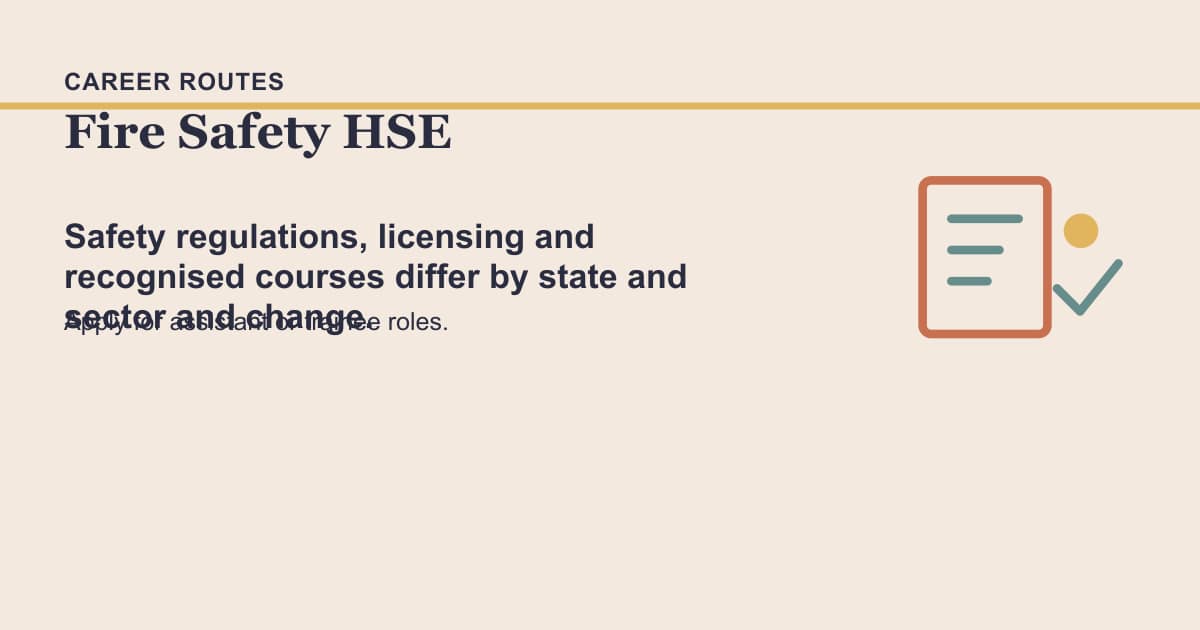 CAREER ROUTES
Fire Safety HSE
Safety regulations, licensing and
recognised courses differ by state and
sector and change.
Apply for assistant or trainee roles.